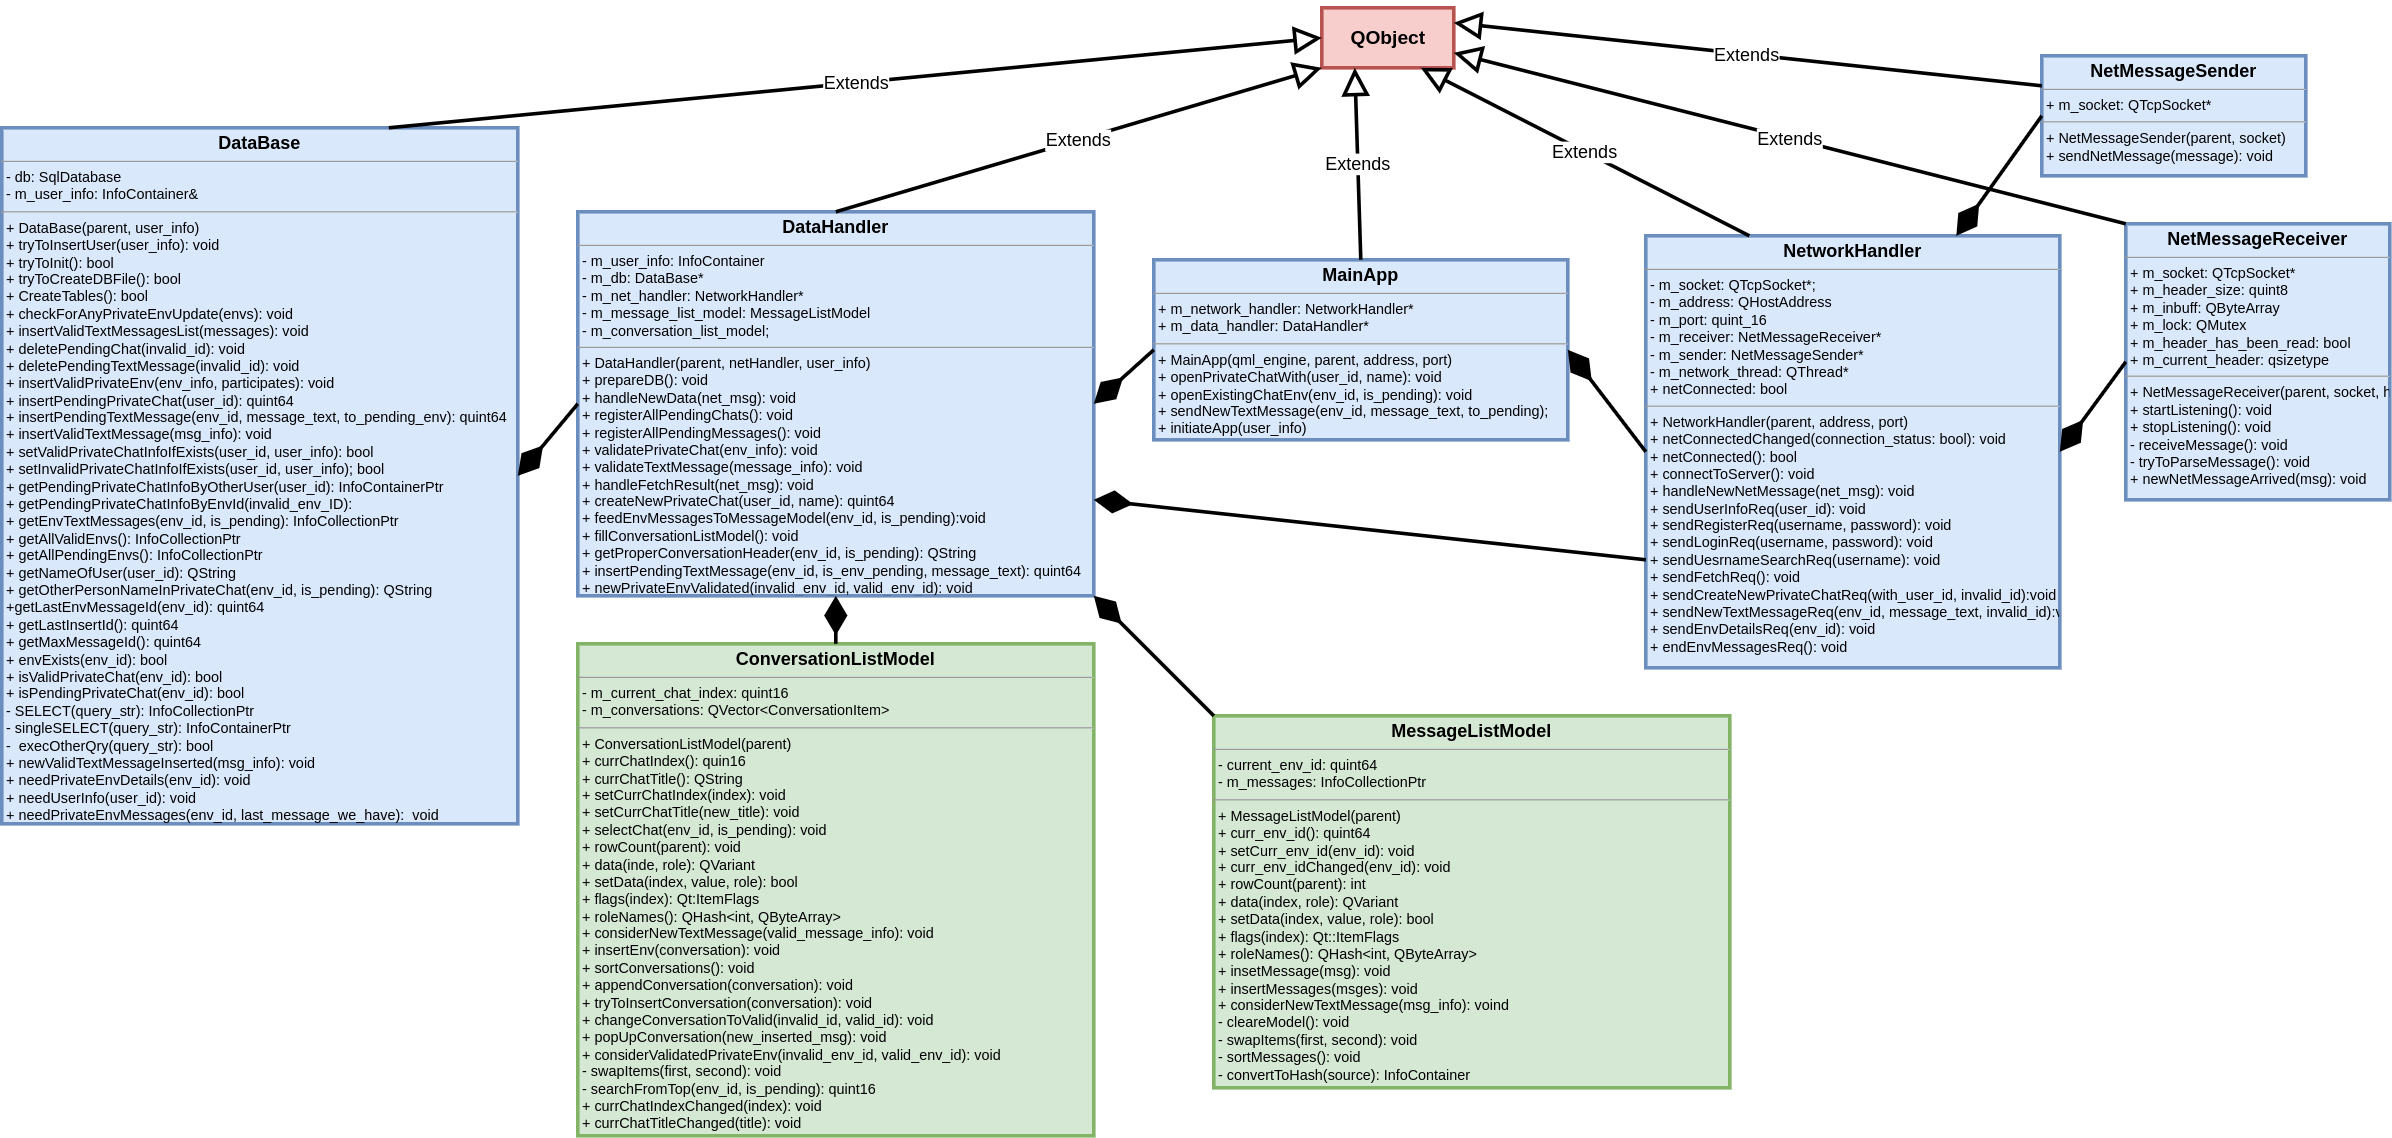 QObject
Extends
Extends
Extends
Extends
Extends
Extends
DataBase
- db: SqlDatabase
- m_user_info: InfoContainer&
+ DataBase(parent, user_info)
+ tryToInsertUser(user_info): void
+ tryToInit(): bool
+ tryToCreateDBFile(): bool
+ CreateTables(): bool
+ checkForAnyPrivateEnvUpdate(envs): void
+ insertValidTextMessagesList(messages): void
+ deletePendingChat(invalid_id): void
+ deletePendingTextMessage(invalid_id): void
+ insertValidPrivateEnv(env_info, participates): void
+ insertPendingPrivateChat(user_id): quint64
+ insertPendingTextMessage(env_id, message_text, to_pending_env): quint64
+ insertValidTextMessage(msg_info): void
+ setValidPrivateChatInfoIfExists(user_id, user_info): bool
+ setInvalidPrivateChatInfoIfExists(user_id, user_info); bool
+ getPendingPrivateChatInfoByOtherUser(user_id): InfoContainerPtr
+ getPendingPrivateChatInfoByEnvId(invalid_env_ID):
+ getEnvTextMessages(env_id, is_pending): InfoCollectionPtr
+ getAllValidEnvs(): InfoCollectionPtr
+ getAllPendingEnvs(): InfoCollectionPtr
+ getNameOfUser(user_id): QString
+ getOtherPersonNameInPrivateChat(env_id, is_pending): QString
+getLastEnvMessageId(env_id): quint64
+ getLastInsertId(): quint64
+ getMaxMessageId(): quint64
+ envExists(env_id): bool
+ isValidPrivateChat(env_id): bool
+ isPendingPrivateChat(env_id): bool
- SELECT(query_str): InfoCollectionPtr
- singleSELECT(query_str): InfoContainerPtr
-  execOtherQry(query_str): bool
+ newValidTextMessageInserted(msg_info): void
+ needPrivateEnvDetails(env_id): void
+ needUserInfo(user_id): void
+ needPrivateEnvMessages(env_id, last_message_we_have):  void
DataHandler
- m_user_info: InfoContainer
- m_db: DataBase*
- m_net_handler: NetworkHandler*
- m_message_list_model: MessageListModel
- m_conversation_list_model;
+ DataHandler(parent, netHandler, user_info)
+ prepareDB(): void
+ handleNewData(net_msg): void
+ registerAllPendingChats(): void
+ registerAllPendingMessages(): void
+ validatePrivateChat(env_info): void
+ validateTextMessage(message_info): void
+ handleFetchResult(net_msg): void
+ createNewPrivateChat(user_id, name): quint64
+ feedEnvMessagesToMessageModel(env_id, is_pending):void
+ fillConversationListModel(): void
+ getProperConversationHeader(env_id, is_pending): QString
+ insertPendingTextMessage(env_id, is_env_pending, message_text): quint64
+ newPrivateEnvValidated(invalid_env_id, valid_env_id): void
MainApp
+ m_network_handler: NetworkHandler*
+ m_data_handler: DataHandler*
+ MainApp(qml_engine, parent, address, port)
+ openPrivateChatWith(user_id, name): void
+ openExistingChatEnv(env_id, is_pending): void
+ sendNewTextMessage(env_id, message_text, to_pending);
+ initiateApp(user_info)
NetworkHandler
- m_socket: QTcpSocket*;
- m_address: QHostAddress
- m_port: quint_16
- m_receiver: NetMessageReceiver*
- m_sender: NetMessageSender*
- m_network_thread: QThread*
+ netConnected: bool
+ NetworkHandler(parent, address, port)
+ netConnectedChanged(connection_status: bool): void
+ netConnected(): bool
+ connectToServer(): void
+ handleNewNetMessage(net_msg): void
+ sendUserInfoReq(user_id): void
+ sendRegisterReq(username, password): void
+ sendLoginReq(username, password): void
+ sendUesrnameSearchReq(username): void
+ sendFetchReq(): void
+ sendCreateNewPrivateChatReq(with_user_id, invalid_id):void
+ sendNewTextMessageReq(env_id, message_text, invalid_id):v
+ sendEnvDetailsReq(env_id): void
+ endEnvMessagesReq(): void
NetMessageSender
+ m_socket: QTcpSocket*
+ NetMessageSender(parent, socket)
+ sendNetMessage(message): void
NetMessageReceiver
+ m_socket: QTcpSocket*
+ m_header_size: quint8
+ m_inbuff: QByteArray
+ m_lock: QMutex
+ m_header_has_been_read: bool
+ m_current_header: qsizetype
+ NetMessageReceiver(parent, socket, h
+ startListening(): void
+ stopListening(): void
- receiveMessage(): void
- tryToParseMessage(): void
+ newNetMessageArrived(msg): void
ConversationListModel
- m_current_chat_index: quint16
- m_conversations: QVector<ConversationItem>
+ ConversationListModel(parent)
+ currChatIndex(): quin16
+ currChatTitle(): QString
+ setCurrChatIndex(index): void
+ setCurrChatTitle(new_title): void
+ selectChat(env_id, is_pending): void
+ rowCount(parent): void
+ data(inde, role): QVariant
+ setData(index, value, role): bool
+ flags(index): Qt:ItemFlags
+ roleNames(): QHash<int, QByteArray>
+ considerNewTextMessage(valid_message_info): void
+ insertEnv(conversation): void
+ sortConversations(): void
+ appendConversation(conversation): void
+ tryToInsertConversation(conversation): void
+ changeConversationToValid(invalid_id, valid_id): void
+ popUpConversation(new_inserted_msg): void
+ considerValidatedPrivateEnv(invalid_env_id, valid_env_id): void
- swapItems(first, second): void
- searchFromTop(env_id, is_pending): quint16
+ currChatIndexChanged(index): void
+ currChatTitleChanged(title): void
MessageListModel
- current_env_id: quint64
- m_messages: InfoCollectionPtr
+ MessageListModel(parent)
+ curr_env_id(): quint64
+ setCurr_env_id(env_id): void
+ curr_env_idChanged(env_id): void
+ rowCount(parent): int
+ data(index, role): QVariant
+ setData(index, value, role): bool
+ flags(index): Qt::ItemFlags
+ roleNames(): QHash<int, QByteArray>
+ insetMessage(msg): void
+ insertMessages(msges): void
+ considerNewTextMessage(msg_info): voind
- cleareModel(): void
- swapItems(first, second): void
- sortMessages(): void
- convertToHash(source): InfoContainer